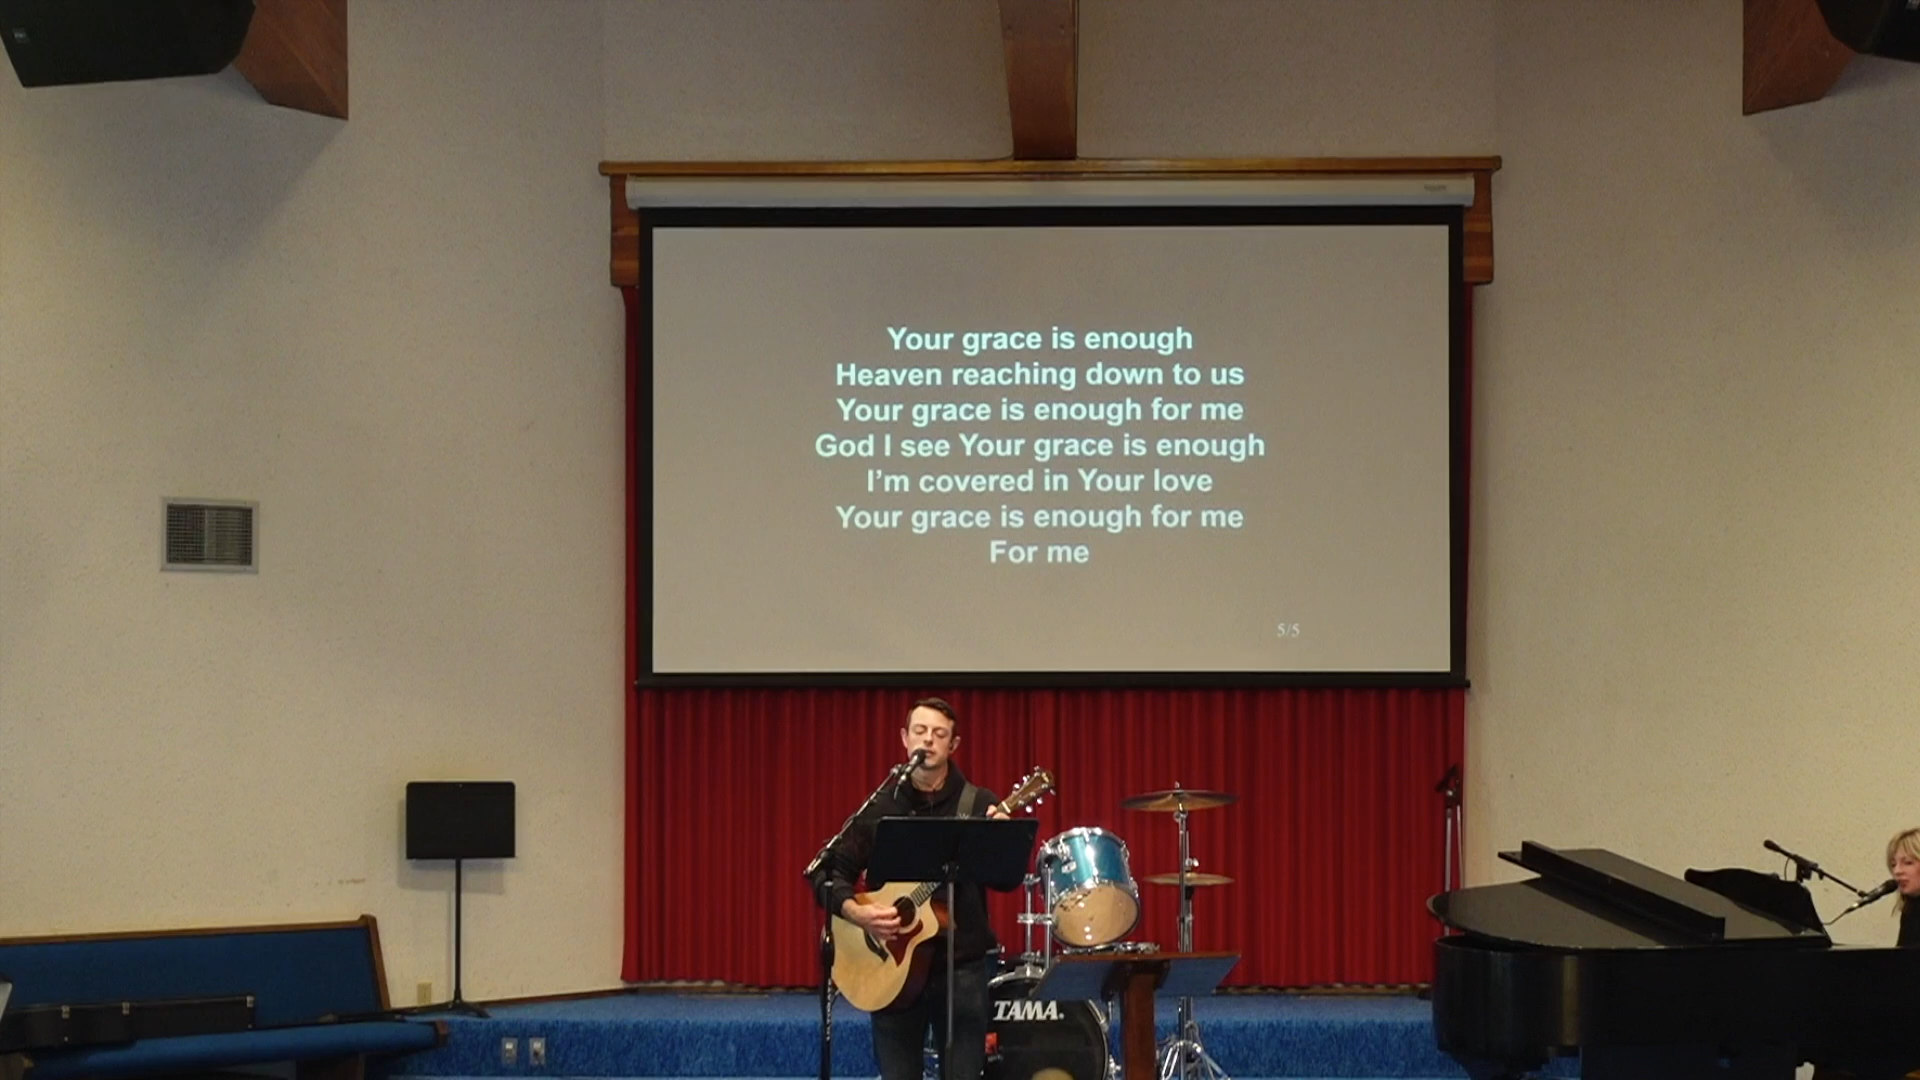 Your grace is enough
Heaven reaching down to us
Your grace is enough for me
God I see Your grace is enough
I’m covered in Your love
Your grace is enough for me
For me
5/5
TAMA.